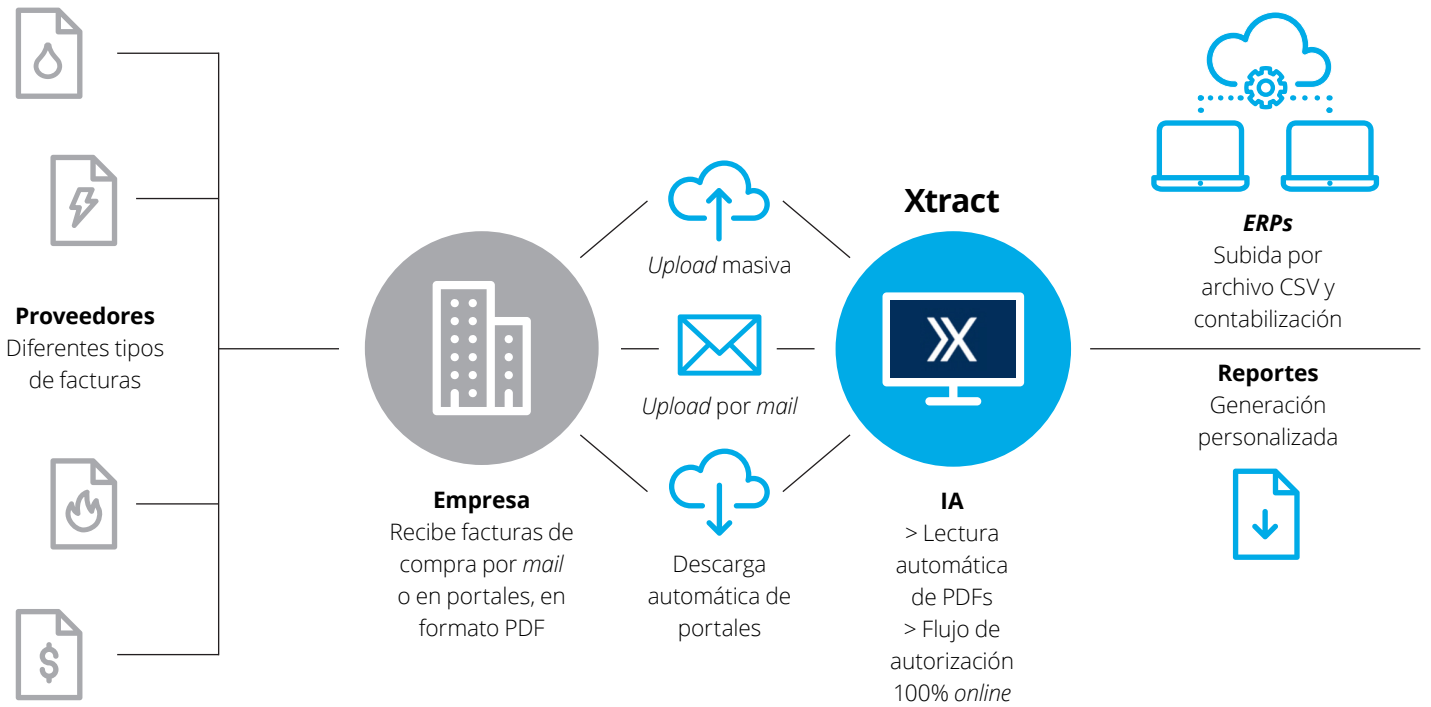 Proveedores
Diferentes tipos
de facturas
Empresa
Recibe facturas de
compra por mail
o en portales, en
formato PDF
Upload masiva
Upload por mail
Descarga
automática de
portales
Xtract
IA
> Lectura
automática
de PDFs
> Flujo de
autorización
100% online
ERPs
Subida por
archivo CSV y
contabilización
Reportes
Generación
personalizada